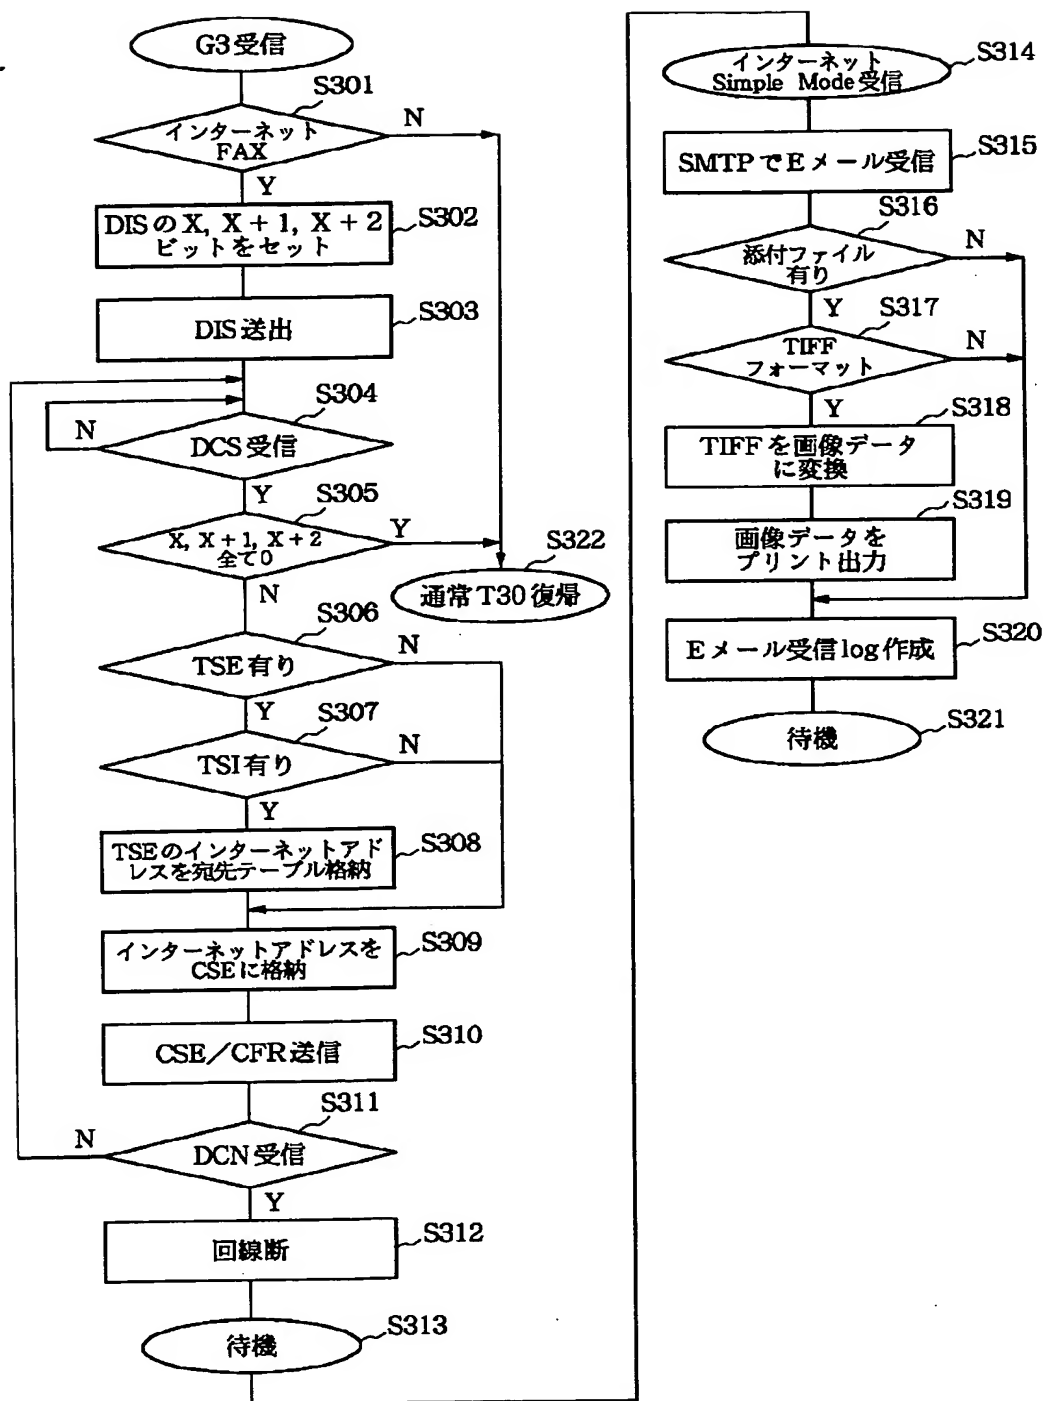 G3受信
S301
インターネット
FAX
N
Y
DISのX, X+1, X+2
ビットをセット
S302
DIS送出
S303
S304
DCS受信
N
Y
S305
X, X+1, X+2
全て0
Y
N
S322
通常T30復帰
S306
TSE有り
N
Y
S307
TSI有り
N
Y
TSEのインターネットアド
レスを宛先テーブル格納
S308
インターネットアドレスを
CSEに格納
S309
CSE/CFR送信
S310
S311
DCN受信
N
Y
回線断
S312
待機
S313
インターネット
Simple Mode受信
S314
SMTPでEメール受信
S315
S316
添付ファイル
有り
N
Y
S317
TIFF
フォーマット
N
Y
S318
TIFFを画像データ
に変換
S319
画像データを
プリント出力
Eメール受信log作成
S320
待機
S321